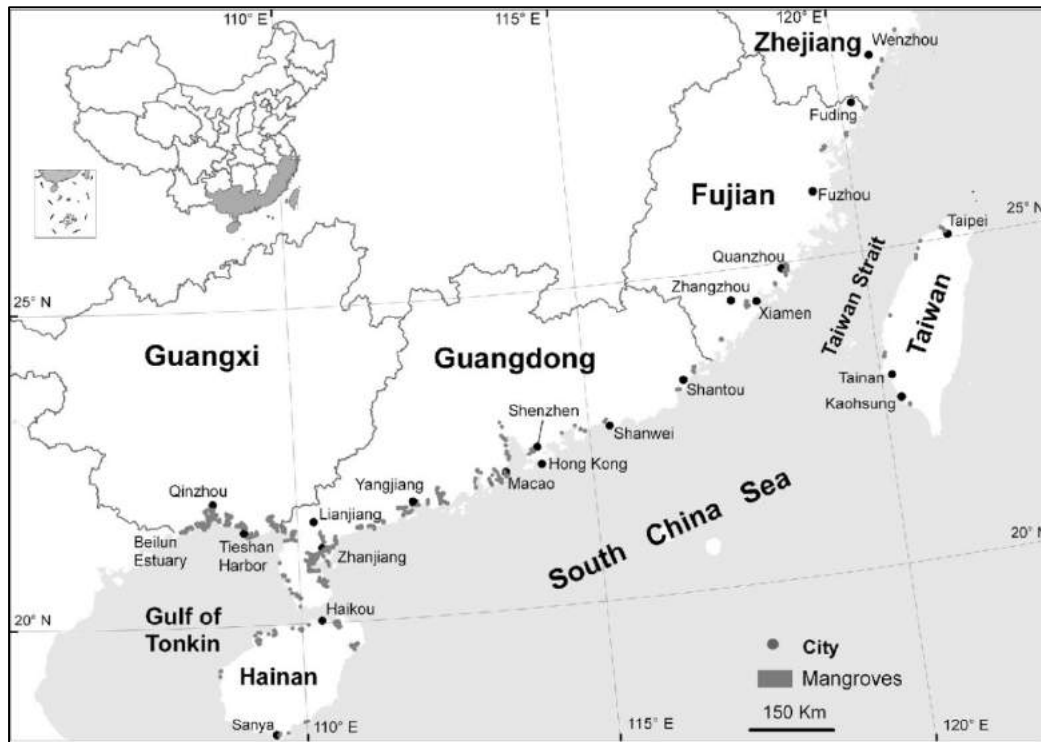 110° E
115° E
120° E
Zhejiang
Wenzhou
Fuding
Fujian
Fuzhou
25° N
Taipei
Quanzhou
Taiwan Strait
Zhangzhou
Xiamen
25° N
Taiwan
Guangxi
Guangdong
Tainan
Shantou
Kaohsung
Shenzhen
Shanwei
Hong Kong
Yangjiang
Macao
Qinzhou
Lianjiang
South China Sea
Beilun
Estuary
Tieshan
Harbor
Zhanjiang
20° N
Haikou
20° N
Gulf of
Tonkin
City
Hainan
Mangroves
150 Km
Sanya
110° E
115° E
120° E